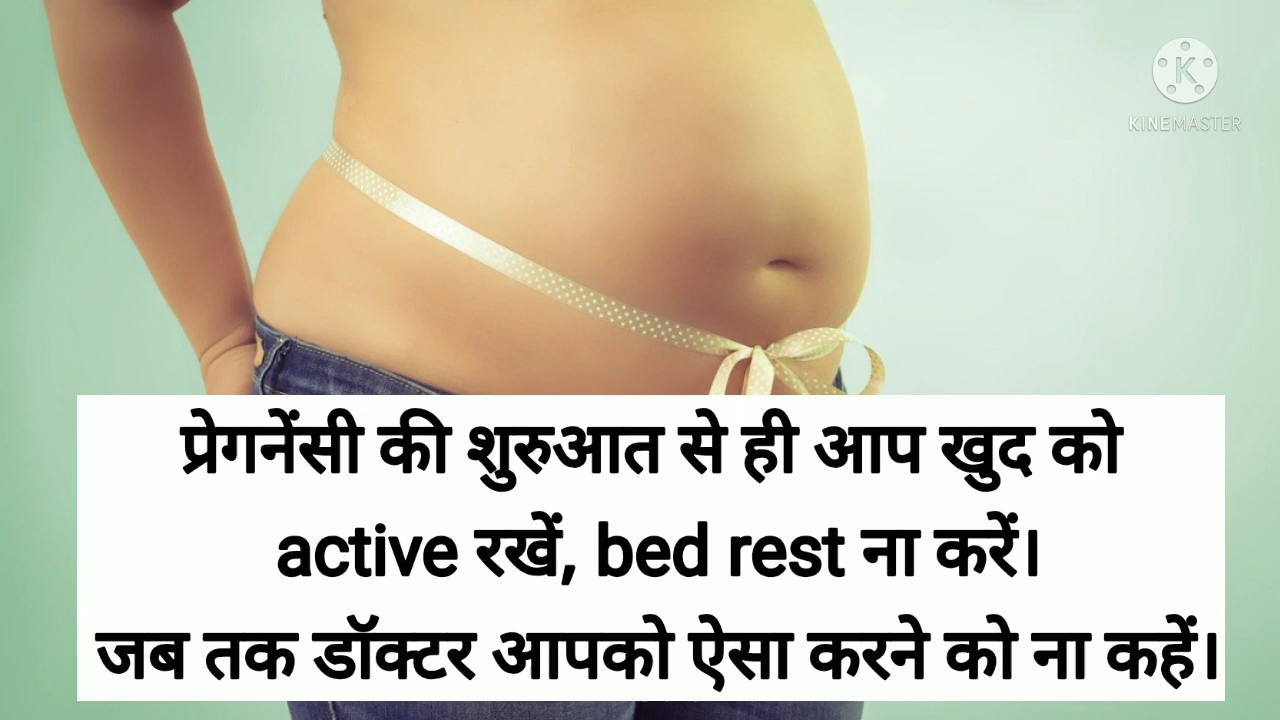 KINEMASTER
प्रेगनेंसी की शुरुआत से ही आप खुद को
active रखें, bed rest ना करें।
जब तक डॉक्टर आपको ऐसा करने को ना कहें।